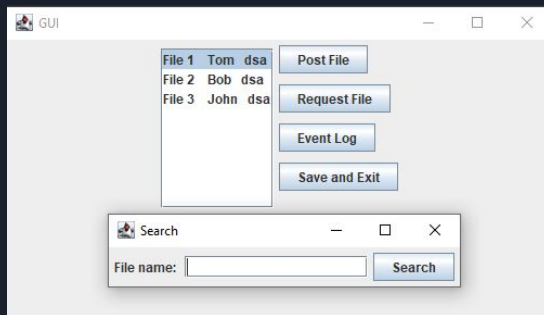 GUI
File 1 Tom dsa
File 2 Bob dsa
File 3 John dsa
Post File
Request File
Event Log
Save and Exit
Search
File name:
Search